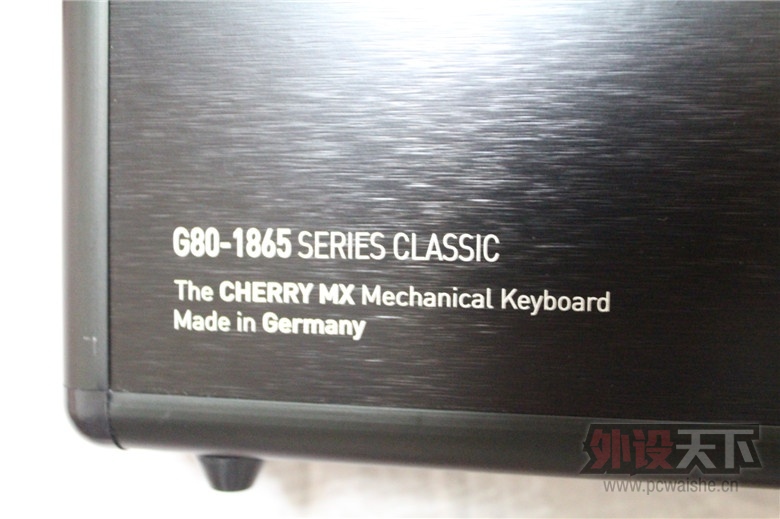 G80-1865 SERIES CLASSIC
The CHERRY MX Mechanical Keyboard
Made in Germany
外设天下
www.pcwaishe.cn